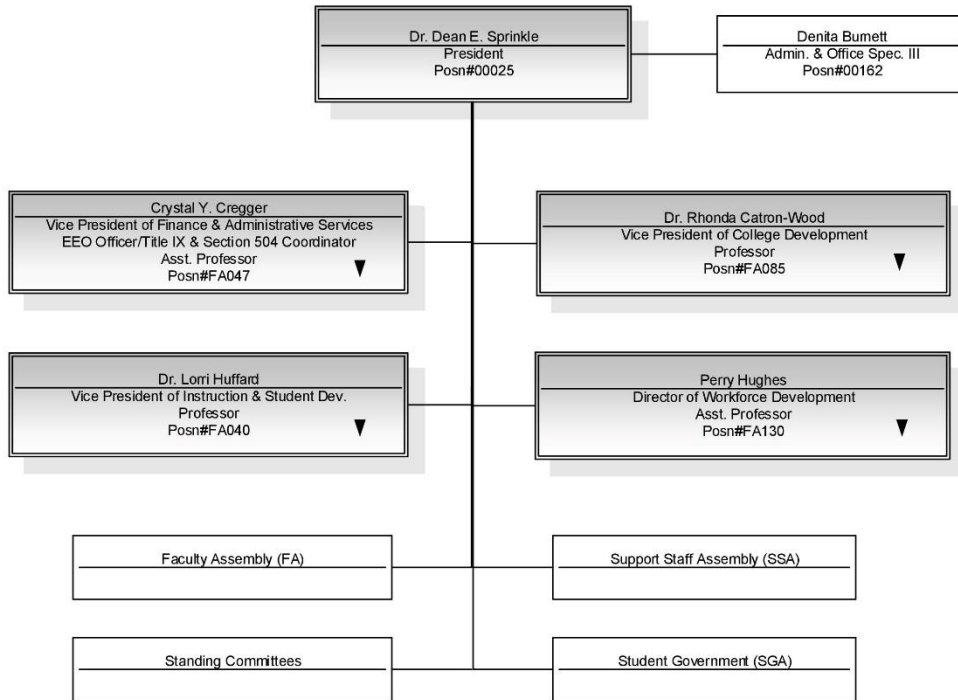 Dr. Dean E. Sprinkle
President
Posn#00025
Denita Burnett
Admin. & Office Spec. III
Posn#00162
Crystal Y. Cregger
Vice President of Finance & Administrative Services
EEO Officer/Title IX & Section 504 Coordinator
Asst. Professor
Posn#FA047
Dr. Rhonda Catron-Wood
Vice President of College Development
Professor
Posn#FA085
Dr. Lorri Huffard
Vice President of Instruction & Student Dev.
Professor
Posn#FA040
Perry Hughes
Director of Workforce Development
Asst. Professor
Posn#FA130
Faculty Assembly (FA)
Support Staff Assembly (SSA)
Standing Committees
Student Government (SGA)